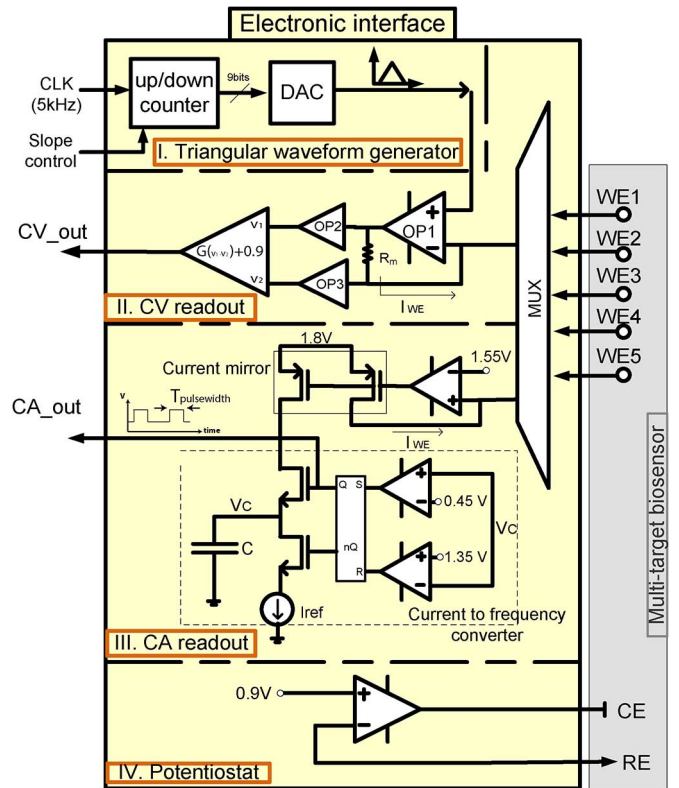 Electronic interface
CLK
(5kHz)
up/down
counter
9bits
DAC
Slope
control
I. Triangular waveform generator
CV_out
G(v₁-v₂)+0.9
V₁
V₂
OP2
OP3
OP1
+
−
Rm
I WE
II. CV readout
MUX
WE1
WE2
WE3
WE4
WE5
Multi-target biosensor
1.8V
Current mirror
1.55V
−
+
I WE
CA_out
v
Tpulsewidth
time
Vc
C
Iref
Q
S
nQ
R
+
−
0.45 V
Vc
+
−
1.35 V
Current to frequency
converter
III. CA readout
0.9V
+
−
CE
RE
IV. Potentiostat